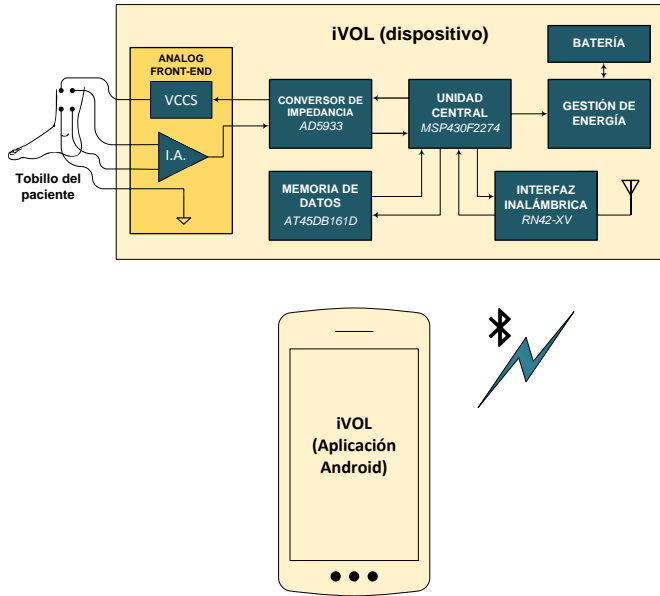 iVOL (dispositivo)
ANALOG
FRONT-END
VCCS
I.A.
Tobillo del
paciente
CONVERSOR DE
IMPEDANCIA
AD5933
UNIDAD
CENTRAL
MSP430F2274
BATERÍA
GESTIÓN DE
ENERGÍA
MEMORIA DE
DATOS
AT45DB161D
INTERFAZ
INALÁMBRICA
RN42-XV
iVOL
(Aplicación
Android)